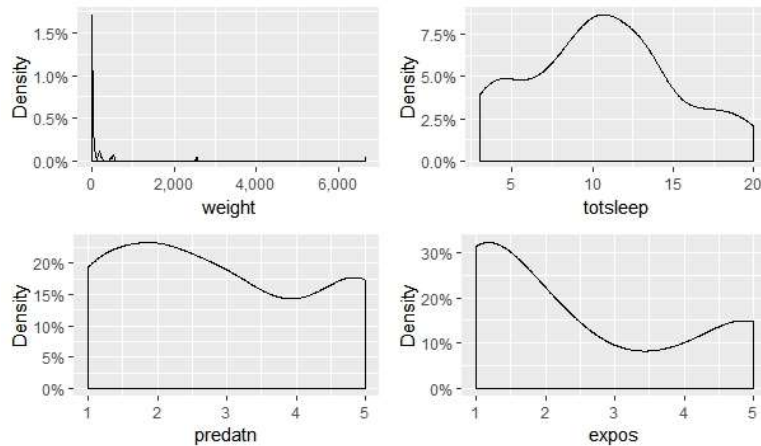 Density
1.5%
1.0%
0.5%
0.0%
0 2,000 4,000 6,000
weight
Density
7.5%
5.0%
2.5%
0.0%
5 10 15 20
totsleep
Density
20%
15%
10%
5%
0%
1 2 3 4 5
predatn
Density
30%
20%
10%
0%
1 2 3 4 5
expos